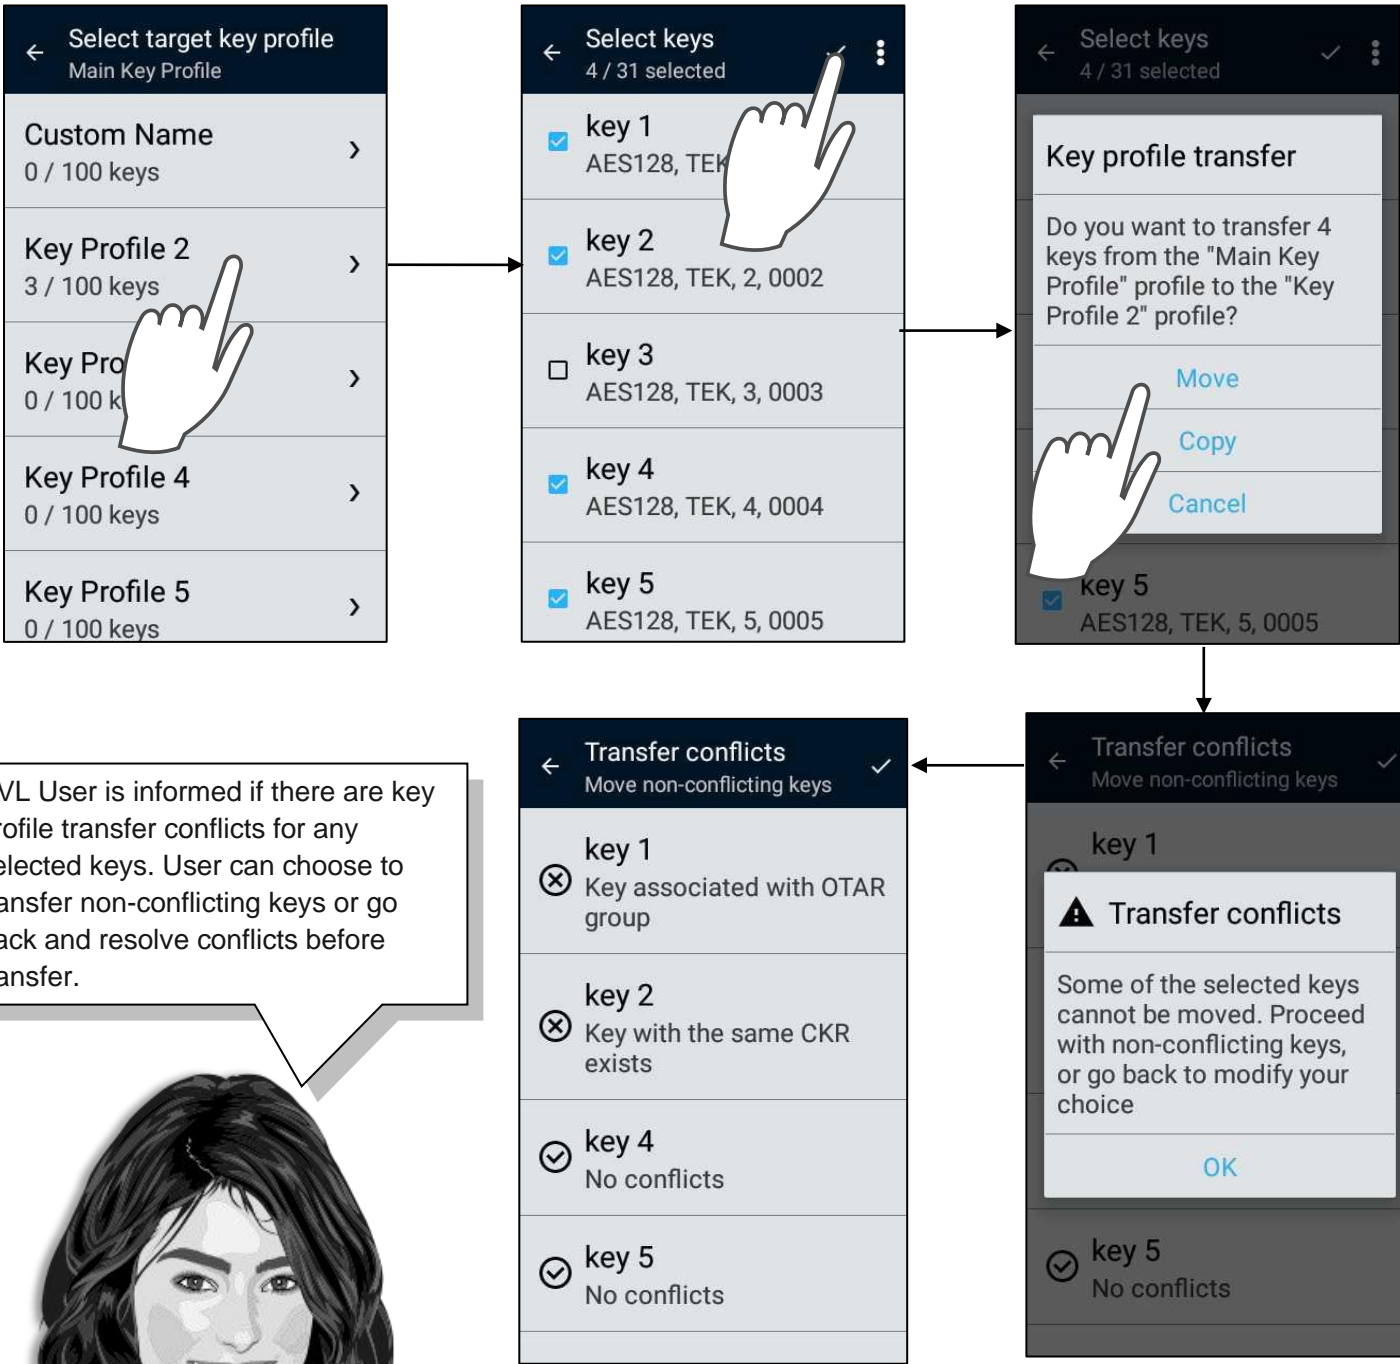 Select target key profile
Main Key Profile
Custom Name
0 / 100 keys
Key Profile 2
3 / 100 keys
Key Pro
0 / 100 k
Key Profile 4
0 / 100 keys
Key Profile 5
0 / 100 keys
Select keys
4 / 31 selected
key 1
AES128, TEK
key 2
AES128, TEK, 2, 0002
key 3
AES128, TEK, 3, 0003
key 4
AES128, TEK, 4, 0004
key 5
AES128, TEK, 5, 0005
Select keys
4 / 31 selected
Key profile transfer
Do you want to transfer 4
keys from the "Main Key
Profile" profile to the "Key
Profile 2" profile?
Move
Copy
Cancel
key 5
AES128, TEK, 5, 0005
VL User is informed if there are key
rofile transfer conflicts for any
elected keys. User can choose to
ansfer non-conflicting keys or go
ack and resolve conflicts before
ansfer.
Transfer conflicts
Move non-conflicting keys
key 1
Key associated with OTAR
group
key 2
Key with the same CKR
exists
key 4
No conflicts
key 5
No conflicts
Transfer conflicts
Move non-conflicting keys
key 1
Transfer conflicts
Some of the selected keys
cannot be moved. Proceed
with non-conflicting keys,
or go back to modify your
choice
OK
key 5
No conflicts